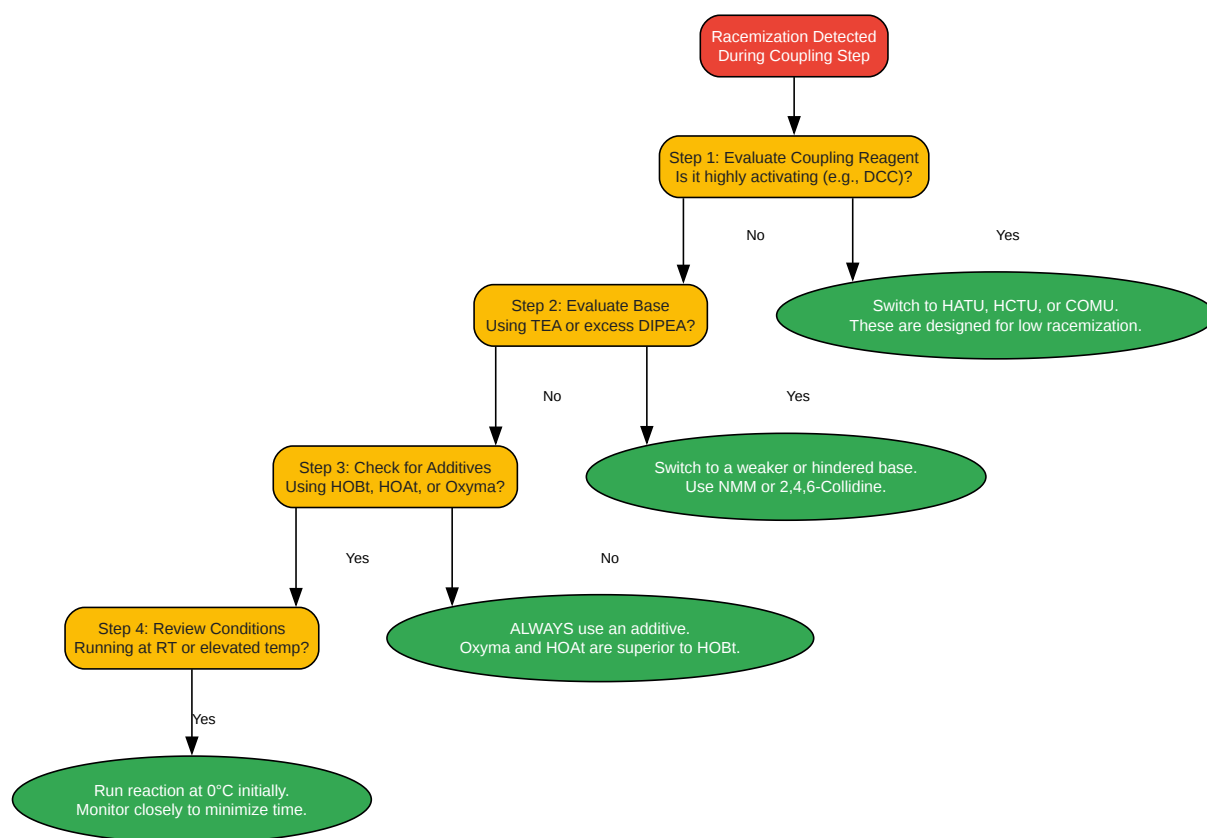 Racemization Detected
During Coupling Step
Step 1: Evaluate Coupling Reagent
Is it highly activating (e.g., DCC)?
No
Yes
Step 2: Evaluate Base
Using TEA or excess DIPEA?
Switch to HATU, HCTU, or COMU.
These are designed for low racemization.
No
Yes
Step 3: Check for Additives
Using HOBt, HOAt, or Oxyma?
Switch to a weaker or hindered base.
Use NMM or 2,4,6-Collidine.
Yes
No
Step 4: Review Conditions
Running at RT or elevated temp?
ALWAYS use an additive.
Oxyma and HOAt are superior to HOBt.
Yes
Run reaction at 0°C initially.
Monitor closely to minimize time.